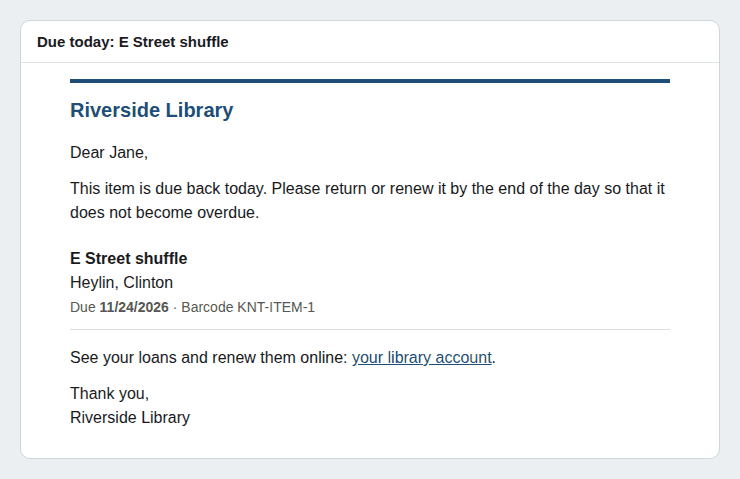 Due today: E Street shuffle
Riverside Library
Dear Jane,
This item is due back today. Please return or renew it by the end of the day so that it
does not become overdue.
E Street shuffle
Heylin, Clinton
Due 11/24/2026 · Barcode KNT-ITEM-1
See your loans and renew them online: your library account.
Thank you,
Riverside Library